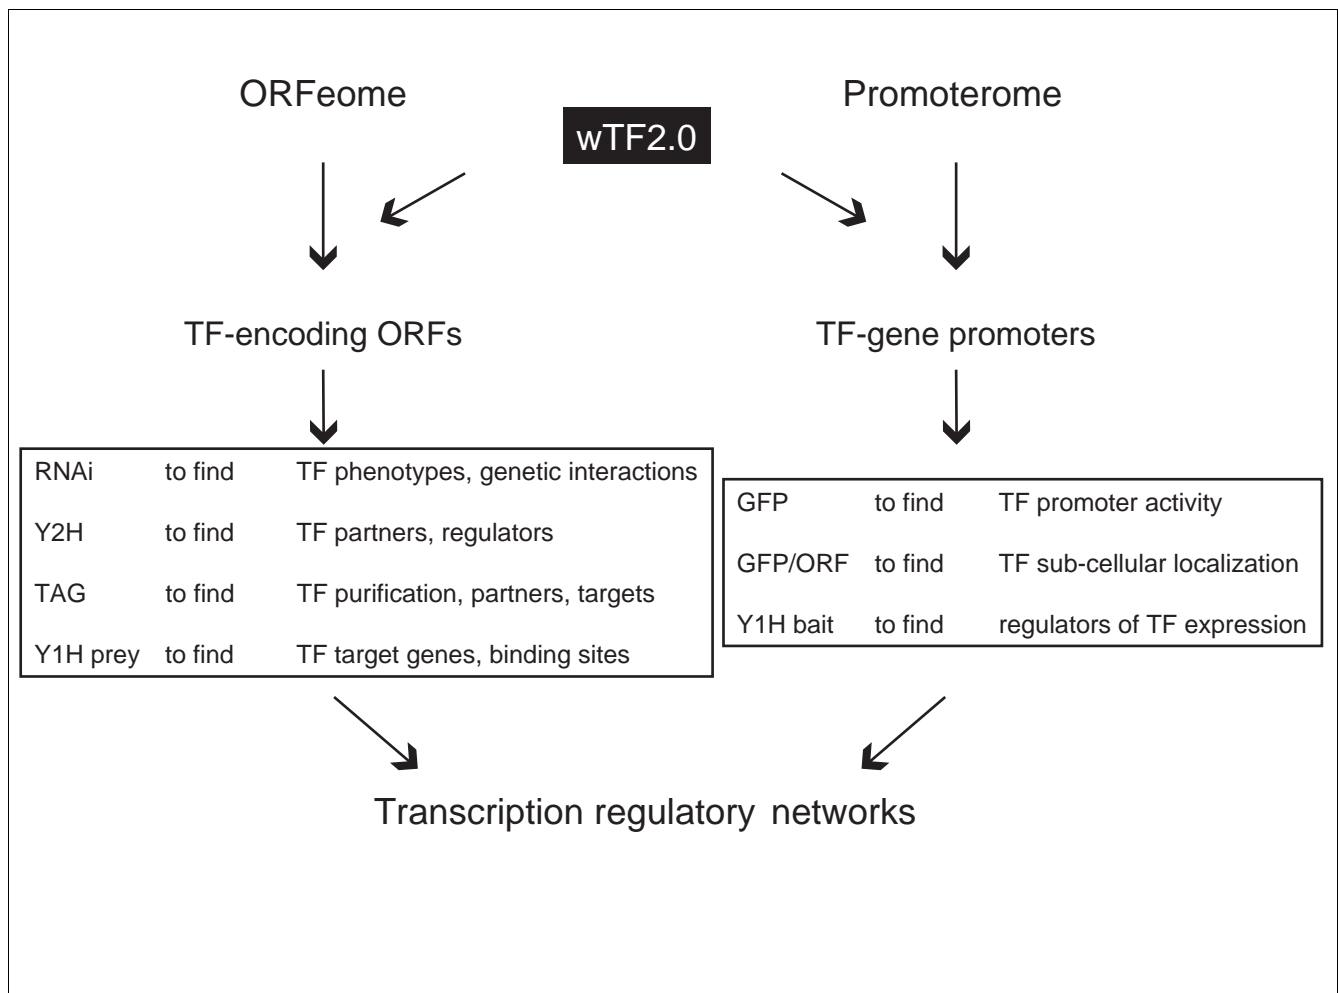 ORFeome
Promoterome
wTF2.0
TF-encoding ORFs
TF-gene promoters
RNAi to find TF phenotypes, genetic interactions
Y2H to find TF partners, regulators
TAG to find TF purification, partners, targets
Y1H prey to find TF target genes, binding sites
GFP to find TF promoter activity
GFP/ORF to find TF sub-cellular localization
Y1H bait to find regulators of TF expression
Transcription regulatory networks